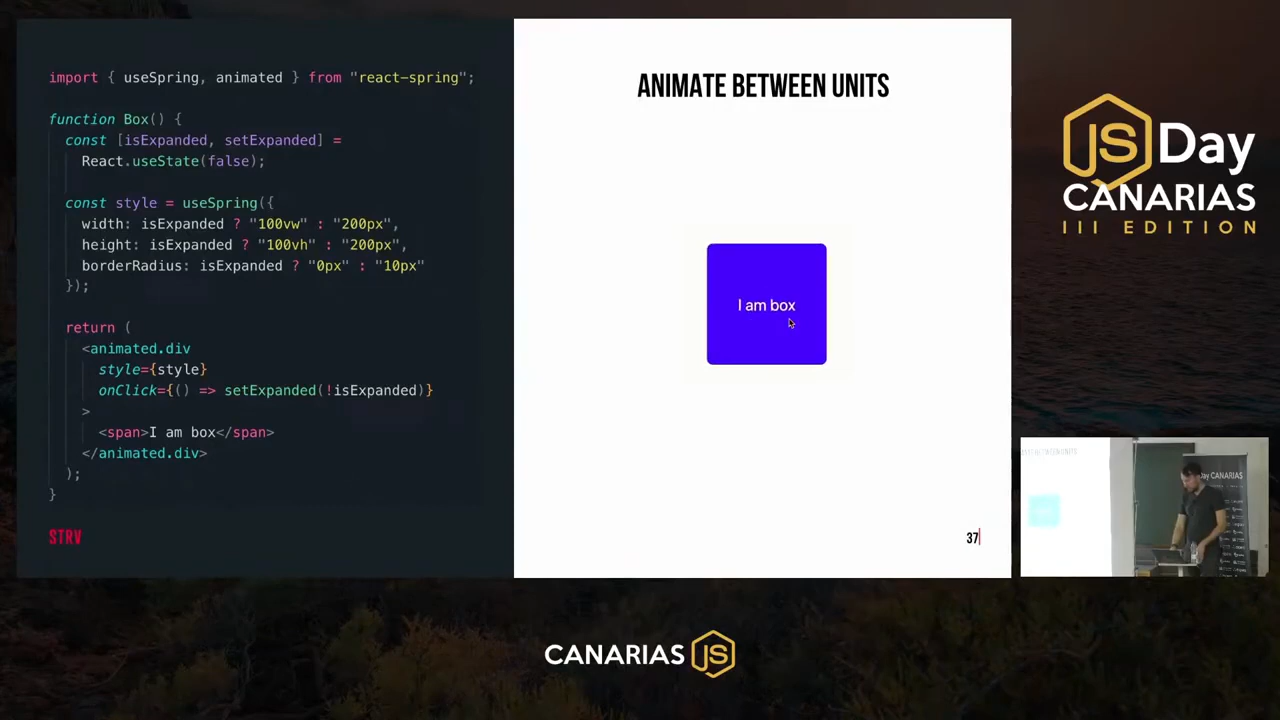 import { useSpring, animated } from "react-spring";
function Box() {
const [isExpanded, setExpanded] =
React.useState(false);
const style = useSpring({
width: isExpanded ? "100vw" : "200px",
height: isExpanded ? "100vh" : "200px",
borderRadius: isExpanded ? "0px" : "10px"
});
return (
<animated.div
style={style}
onClick={() => setExpanded(!isExpanded)}
>
<span>I am box</span>
</animated.div>
);
}
STRV
ANIMATE BETWEEN UNITS
I am box
37
JS Day
CANARIAS
III EDITION
Day CANARIAS
CANARIAS JS